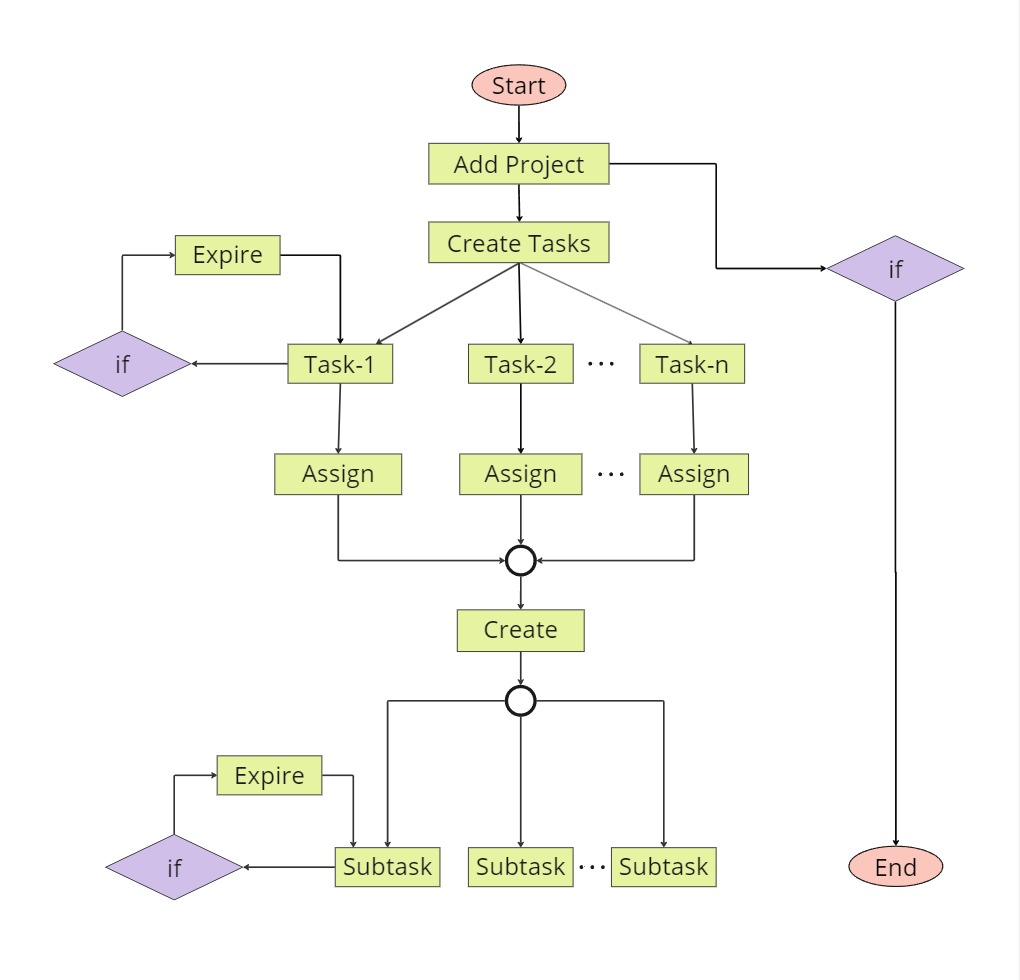 Start
Add Project
Create Tasks
Expire
if
if
Task-1
Task-2
...
Task-n
Assign
Assign
...
Assign
Create
Expire
if
Subtask
Subtask
...
Subtask
End